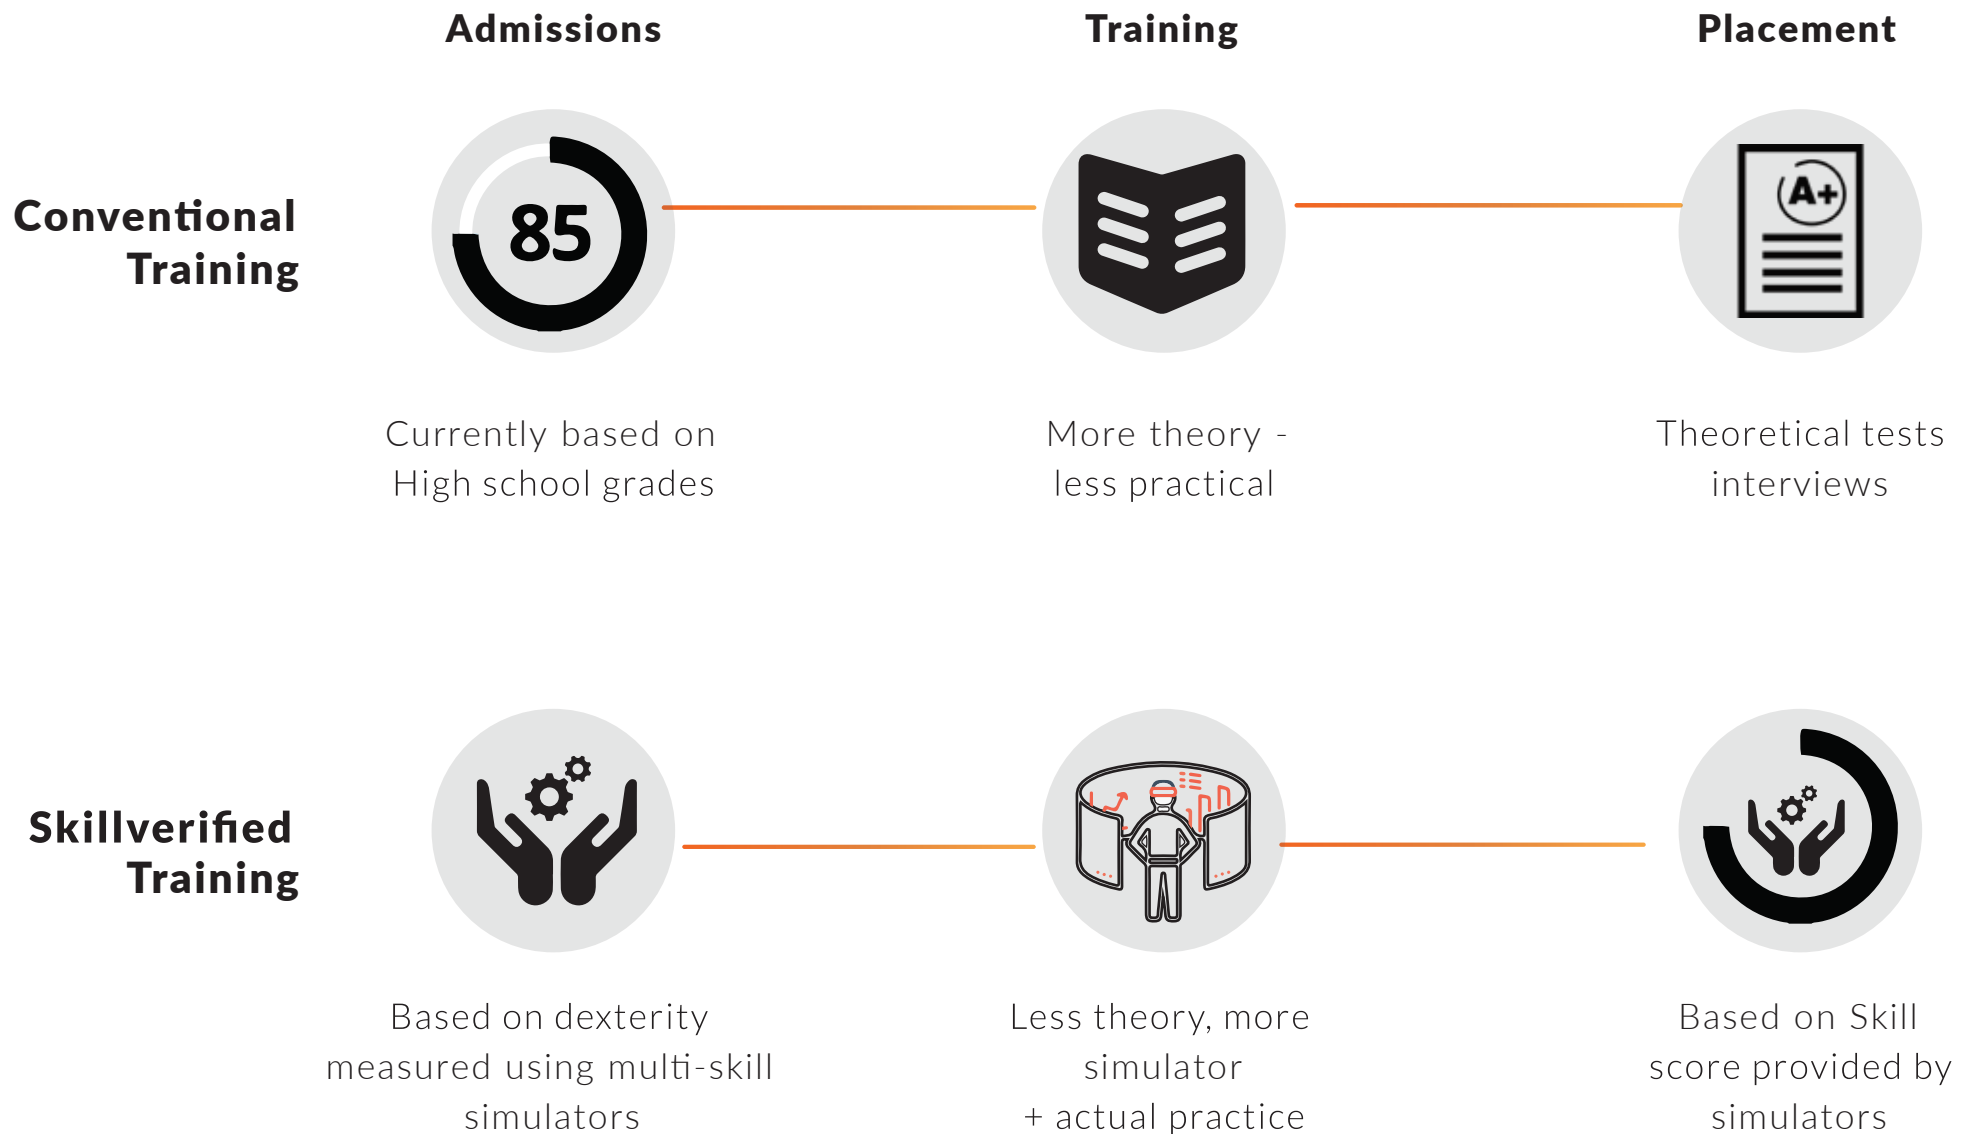 Admissions
Training
Placement
Conventional
Training
85
A+
Currently based on
High school grades
More theory -
less practical
Theoretical tests
interviews
Skillverified
Training
Based on dexterity
measured using multi-skill
simulators
Less theory, more
simulator
+ actual practice
Based on Skill
score provided by
simulators